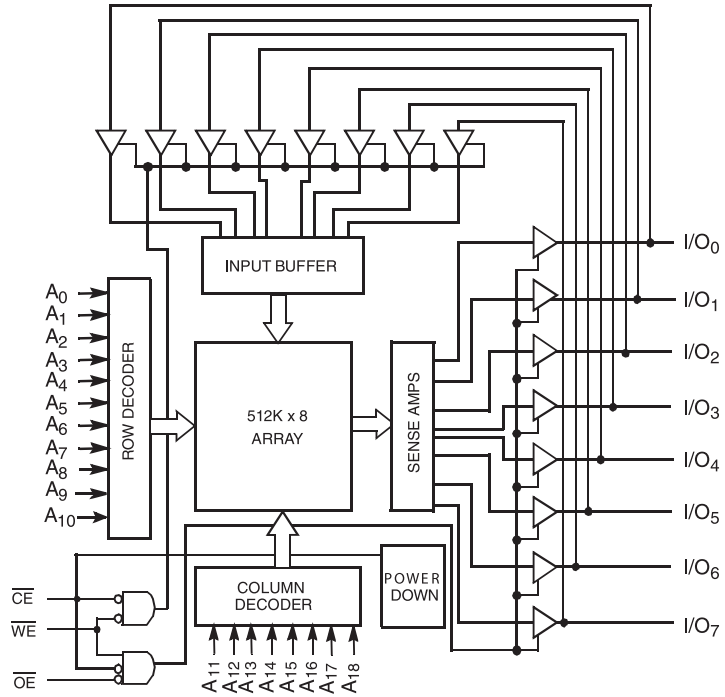 INPUT BUFFER
A0
A1
A2
A3
A4
A5
A6
A7
A8
A9
A10
ROW DECODER
512K x 8
ARRAY
SENSE AMPS
I/O0
I/O1
I/O2
I/O3
I/O4
I/O5
I/O6
I/O7
COLUMN
DECODER
POWER
DOWN
CE
WE
OE
A11
A12
A13
A14
A15
A16
A17
A18